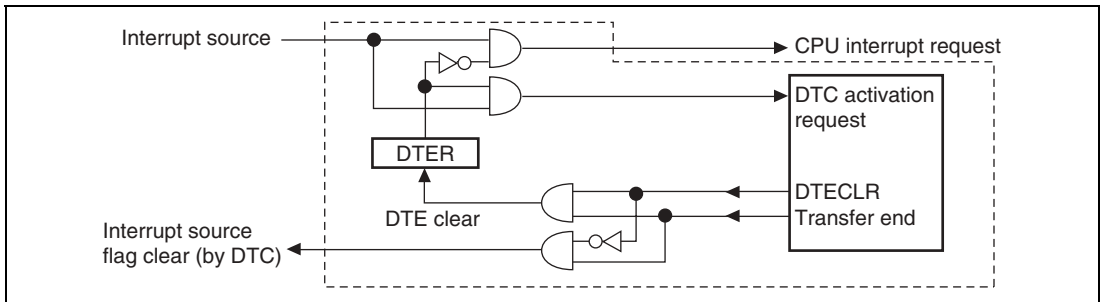 Interrupt source
CPU interrupt request
DTC activation
request
DTER
DTECLR
DTE clear
Transfer end
Interrupt source
flag clear (by DTC)